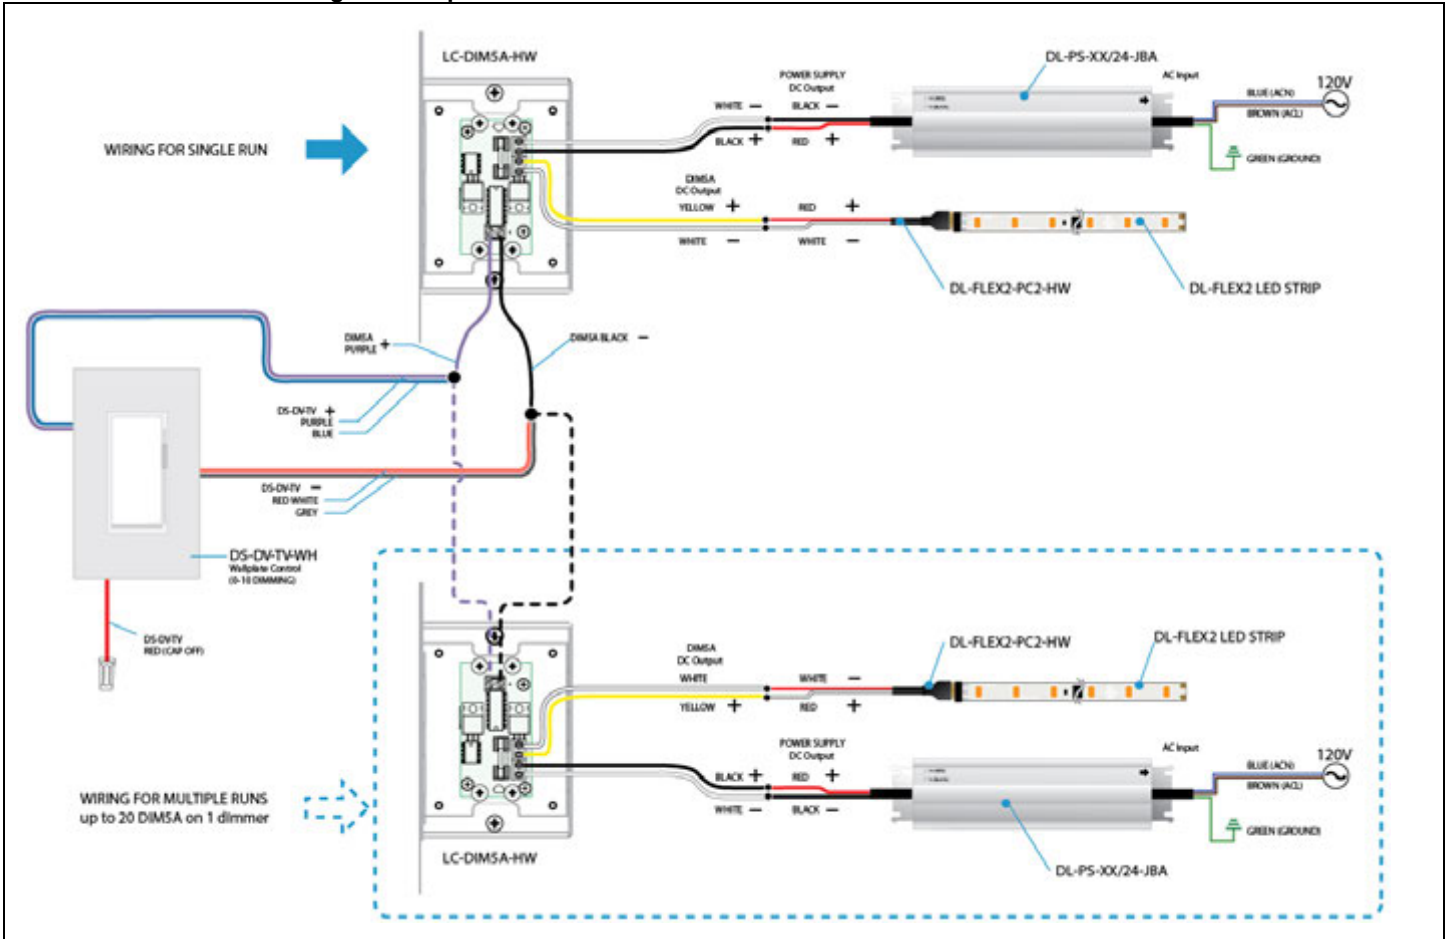 LC-DIM5A-HW
DL-PS-XX/24-JBA
POWER SUPPLY
DC Output
AC Input
120V
WHITE −
BLACK −
BLUE (ACN)
BROWN (ACL)
BLACK +
RED +
GREEN (GROUND)
WIRING FOR SINGLE RUN
DIM5A
DC Output
YELLOW +
RED +
WHITE −
WHITE −
DL-FLEX2-PC2-HW
DL-FLEX2 LED STRIP
DIM5A +
PURPLE
DIM5A BLACK −
DS-DV-TV +
PURPLE
BLUE
DS-DV-TV −
RED WHITE
GREY
DS-DV-TV-WH
Wallplate Control
(0-10 DIMMING)
DS-DV-TV
RED (CAP OFF)
DIM5A
DC Output
WHITE
WHITE −
YELLOW +
RED +
DL-FLEX2-PC2-HW
DL-FLEX2 LED STRIP
POWER SUPPLY
DC Output
AC Input
120V
BLACK +
RED +
BLUE (ACN)
BROWN (ACL)
WHITE −
BLACK −
GREEN (GROUND)
WIRING FOR MULTIPLE RUNS
up to 20 DIM5A on 1 dimmer
LC-DIM5A-HW
DL-PS-XX/24-JBA